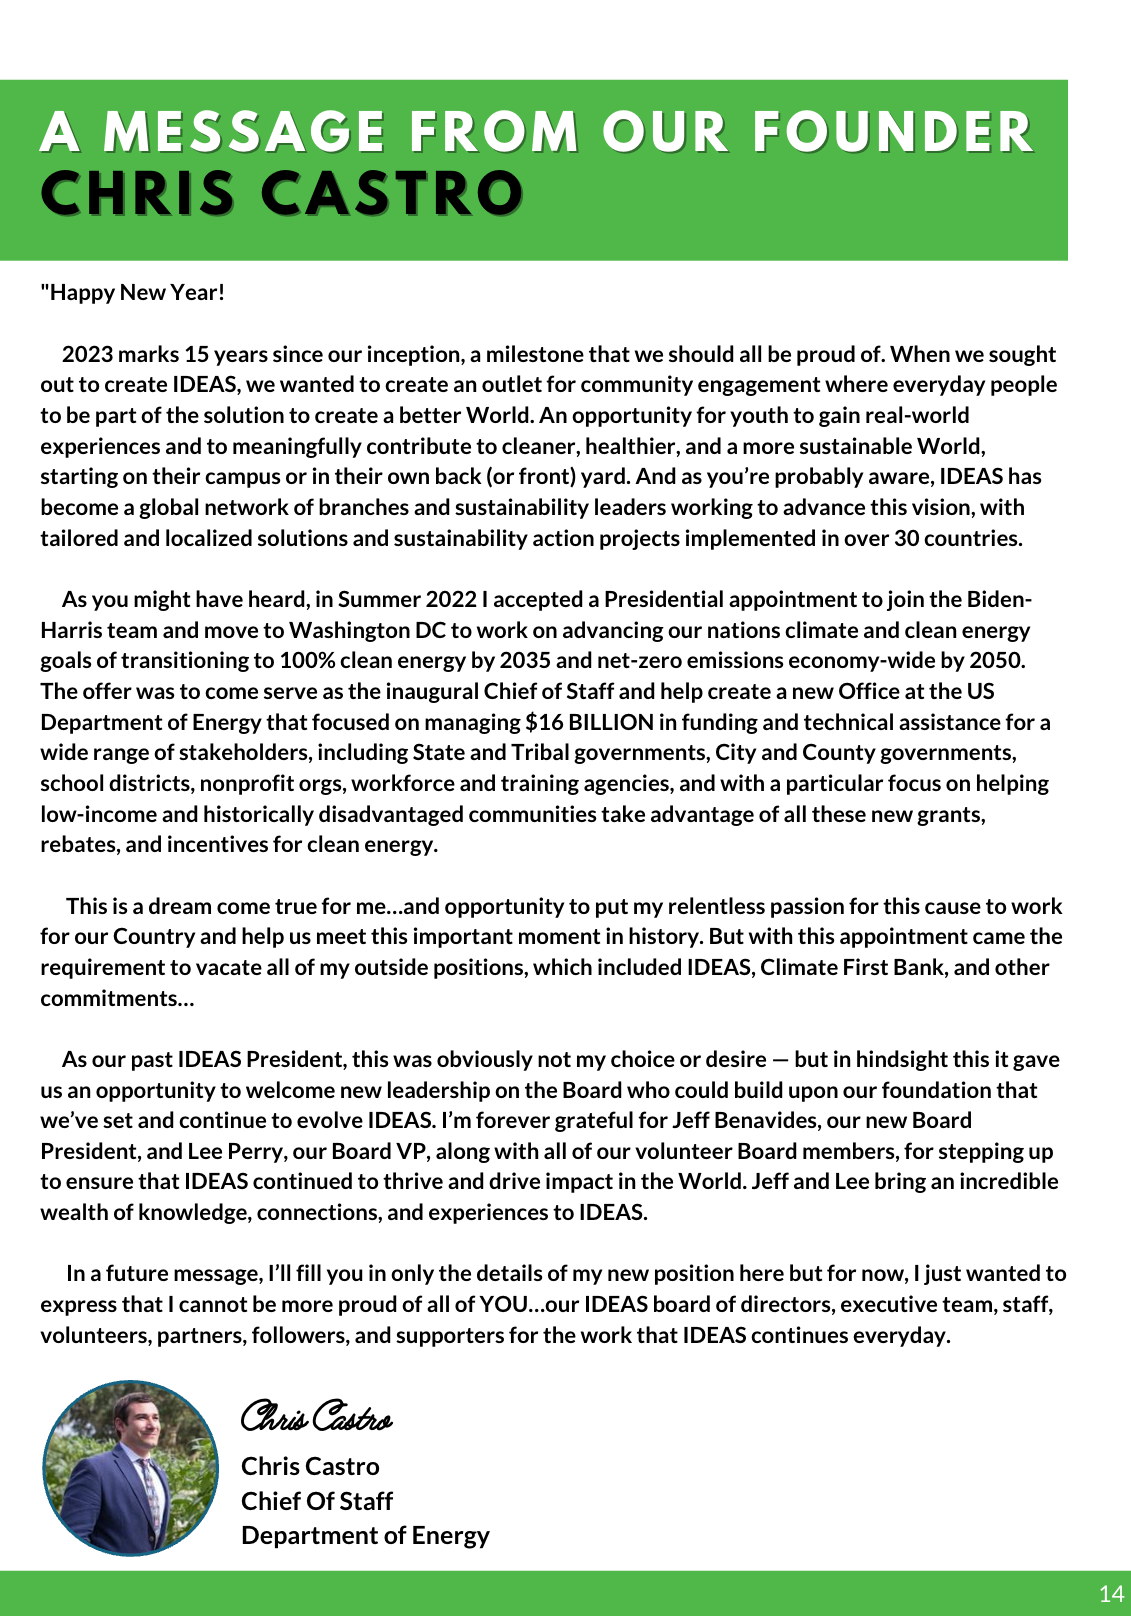 A MESSAGE FROM OUR FOUNDER
CHRIS CASTRO
"Happy New Year!
2023 marks 15 years since our inception, a milestone that we should all be proud of. When we sought
out to create IDEAS, we wanted to create an outlet for community engagement where everyday people
to be part of the solution to create a better World. An opportunity for youth to gain real-world
experiences and to meaningfully contribute to cleaner, healthier, and a more sustainable World,
starting on their campus or in their own back (or front) yard. And as you’re probably aware, IDEAS has
become a global network of branches and sustainability leaders working to advance this vision, with
tailored and localized solutions and sustainability action projects implemented in over 30 countries.
As you might have heard, in Summer 2022 I accepted a Presidential appointment to join the Biden-
Harris team and move to Washington DC to work on advancing our nations climate and clean energy
goals of transitioning to 100% clean energy by 2035 and net-zero emissions economy-wide by 2050.
The offer was to come serve as the inaugural Chief of Staff and help create a new Office at the US
Department of Energy that focused on managing $16 BILLION in funding and technical assistance for a
wide range of stakeholders, including State and Tribal governments, City and County governments,
school districts, nonprofit orgs, workforce and training agencies, and with a particular focus on helping
low-income and historically disadvantaged communities take advantage of all these new grants,
rebates, and incentives for clean energy.
This is a dream come true for me…and opportunity to put my relentless passion for this cause to work
for our Country and help us meet this important moment in history. But with this appointment came the
requirement to vacate all of my outside positions, which included IDEAS, Climate First Bank, and other
commitments…
As our past IDEAS President, this was obviously not my choice or desire — but in hindsight this it gave
us an opportunity to welcome new leadership on the Board who could build upon our foundation that
we’ve set and continue to evolve IDEAS. I’m forever grateful for Jeff Benavides, our new Board
President, and Lee Perry, our Board VP, along with all of our volunteer Board members, for stepping up
to ensure that IDEAS continued to thrive and drive impact in the World. Jeff and Lee bring an incredible
wealth of knowledge, connections, and experiences to IDEAS.
In a future message, I’ll fill you in only the details of my new position here but for now, I just wanted to
express that I cannot be more proud of all of YOU…our IDEAS board of directors, executive team, staff,
volunteers, partners, followers, and supporters for the work that IDEAS continues everyday.
Chris Castro
Chris Castro
Chief Of Staff
Department of Energy
14